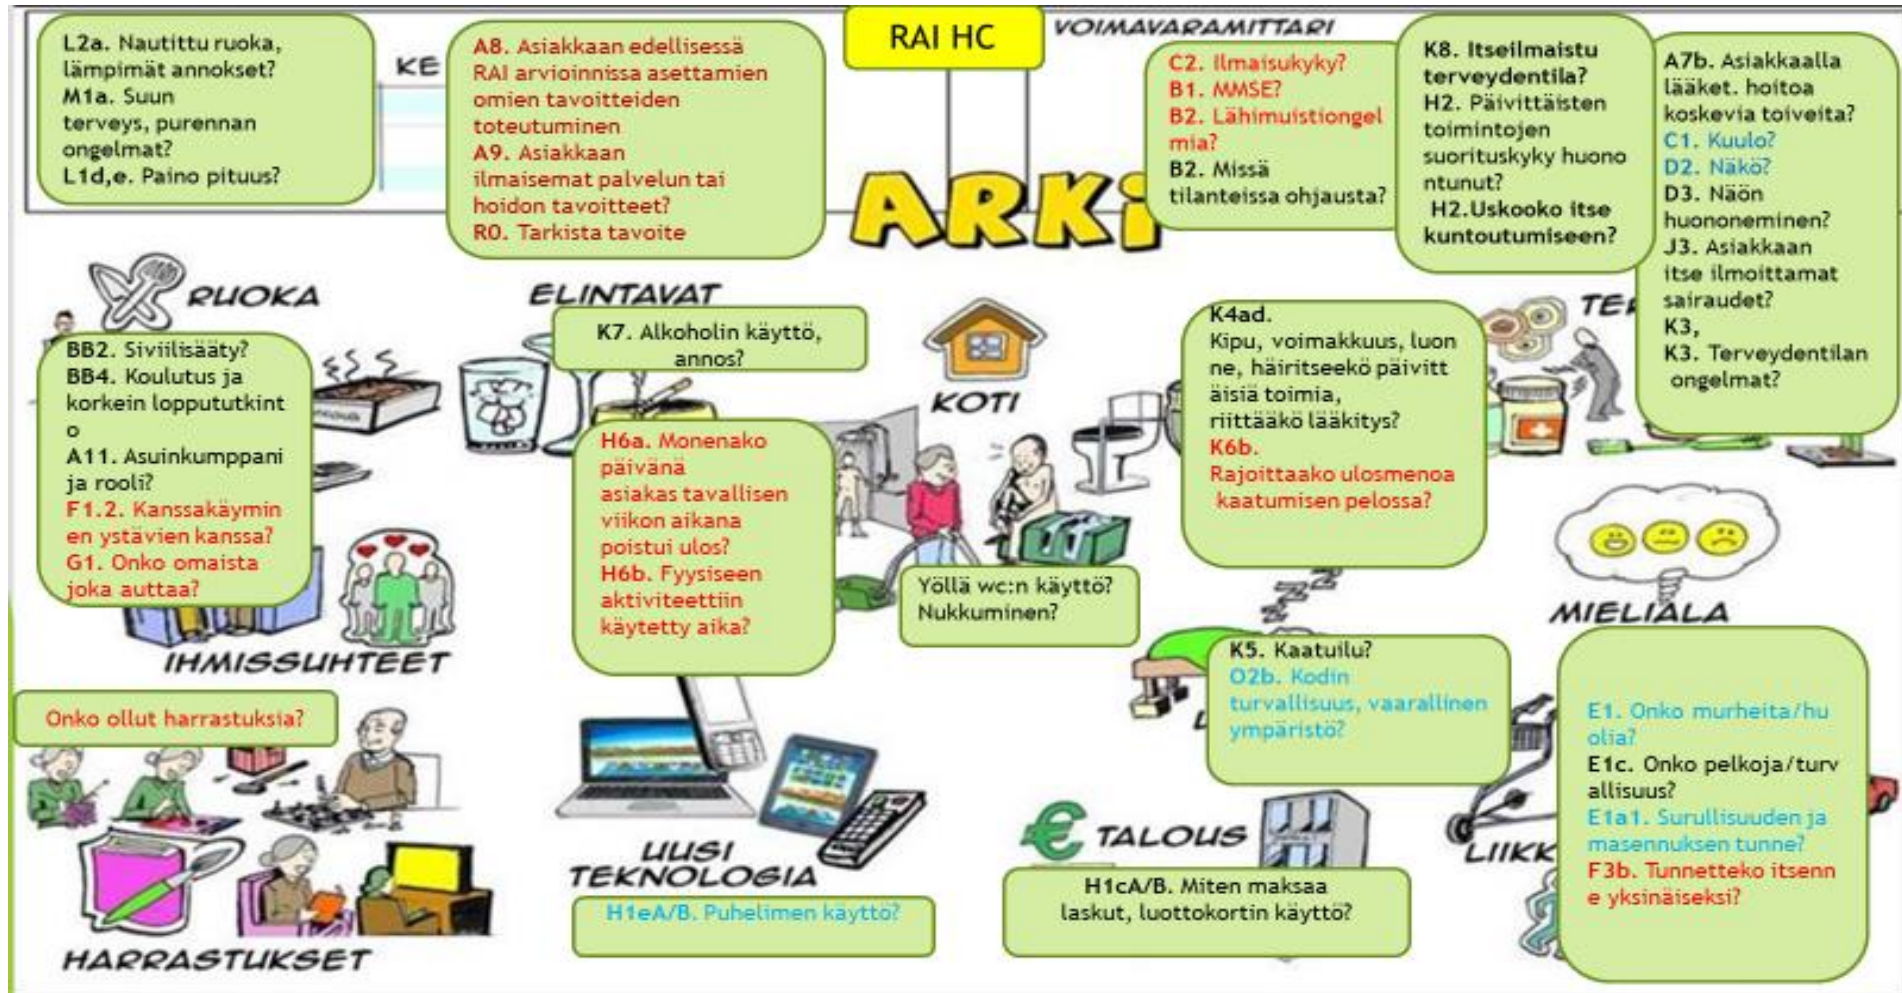 RAI HC
VOIMAVARAMITTARI
L2a. Nautittu ruoka,
lämpimät annokset?
M1a. Suun
terveys, purennan
ongelmat?
L1d,e. Paino pituus?
KE
A8. Asiakkaan edellisessä
RAI arvioinnissa asettamien
omien tavoitteiden
toteutuminen
A9. Asiakkaan
ilmaisemat palvelun tai
hoidon tavoitteet?
R0. Tarkista tavoite
ARKi
C2. Ilmaisukyky?
B1. MMSE?
B2. Lähimuistiongel
mia?
B2. Missä
tilanteissa ohjausta?
K8. Itseilmaistu
terveydentila?
H2. Päivittäisten
toimintojen
suorituskyky huono
ntunut?
H2.Uskooko itse
kuntoutumiseen?
A7b. Asiakkaalla
lääket. hoitoa
koskevia toiveita?
C1. Kuulo?
D2. Näkö?
D3. Näön
huononeminen?
J3. Asiakkaan
itse ilmoittamat
sairaudet?
K3,
K3. Terveydentilan
ongelmat?
RUOKA
ELINTAVAT
TE
BB2. Siviilisääty?
BB4. Koulutus ja
korkein loppututkint
o
A11. Asuinkumppani
ja rooli?
F1.2. Kanssakäymin
en ystävien kanssa?
G1. Onko omaista
joka auttaa?
K7. Alkoholin käyttö,
annos?
KOTI
K4ad.
Kipu, voimakkuus, luon
ne, häiritseekö päivitt
äisiä toimia,
riittääkö lääkitys?
K6b.
Rajoittaako ulosmenoa
kaatumisen pelossa?
H6a. Monenako
päivänä
asiakas tavallisen
viikon aikana
poistui ulos?
H6b. Fyysiseen
aktiviteettiin
käytetty aika?
Yöllä wc:n käyttö?
Nukkuminen?
ZZZ
MIELIALA
IHMISSUHTEET
K5. Kaatuilu?
O2b. Kodin
turvallisuus, vaarallinen
ympäristö?
Onko ollut harrastuksia?
E1. Onko murheita/hu
olia?
E1c. Onko pelkoja/turv
allisuus?
E1a1. Surullisuuden ja
masennuksen tunne?
F3b. Tunnetteko itsenn
e yksinäiseksi?
UUSI
TEKNOLOGIA
H1eA/B. Puhelimen käyttö?
€ TALOUS
H1cA/B. Miten maksaa
laskut, luottokortin käyttö?
LIIK
HARRASTUKSET